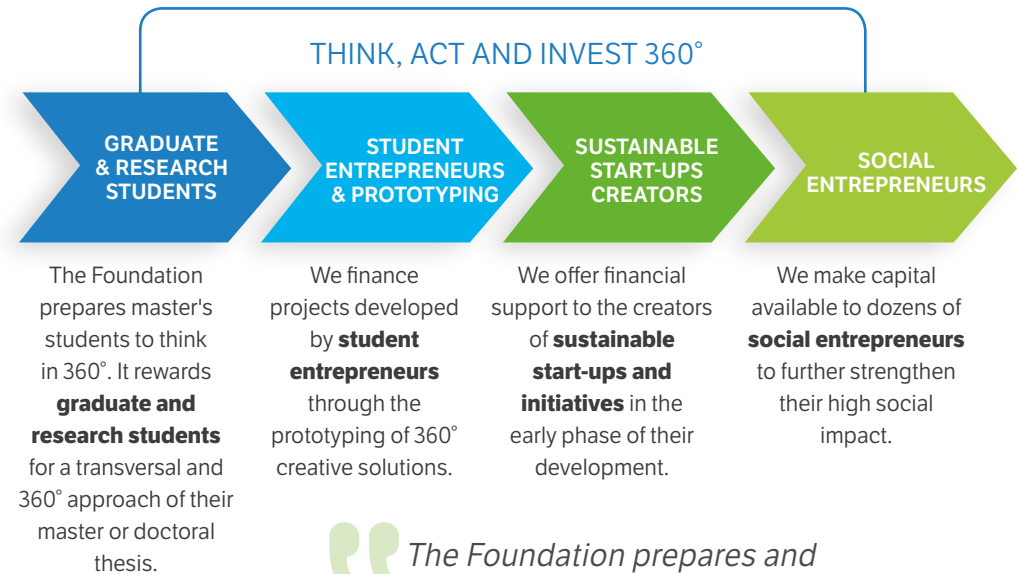 THINK, ACT AND INVEST 360°
GRADUATE
& RESEARCH
STUDENTS
The Foundation
prepares master's
students to think
in 360°. It rewards
graduate and
research students
for a transversal and
360° approach of their
master or doctoral
thesis.
STUDENT
ENTREPRENEURS
& PROTOTYPING
We finance
projects developed
by student
entrepreneurs
through the
prototyping of 360°
creative solutions.
SUSTAINABLE
START-UPS
CREATORS
We offer financial
support to the creators
of sustainable
start-ups and
initiatives in the
early phase of their
development.
SOCIAL
ENTREPRENEURS
We make capital
available to dozens of
social entrepreneurs
to further strengthen
their high social
impact.
The Foundation prepares and